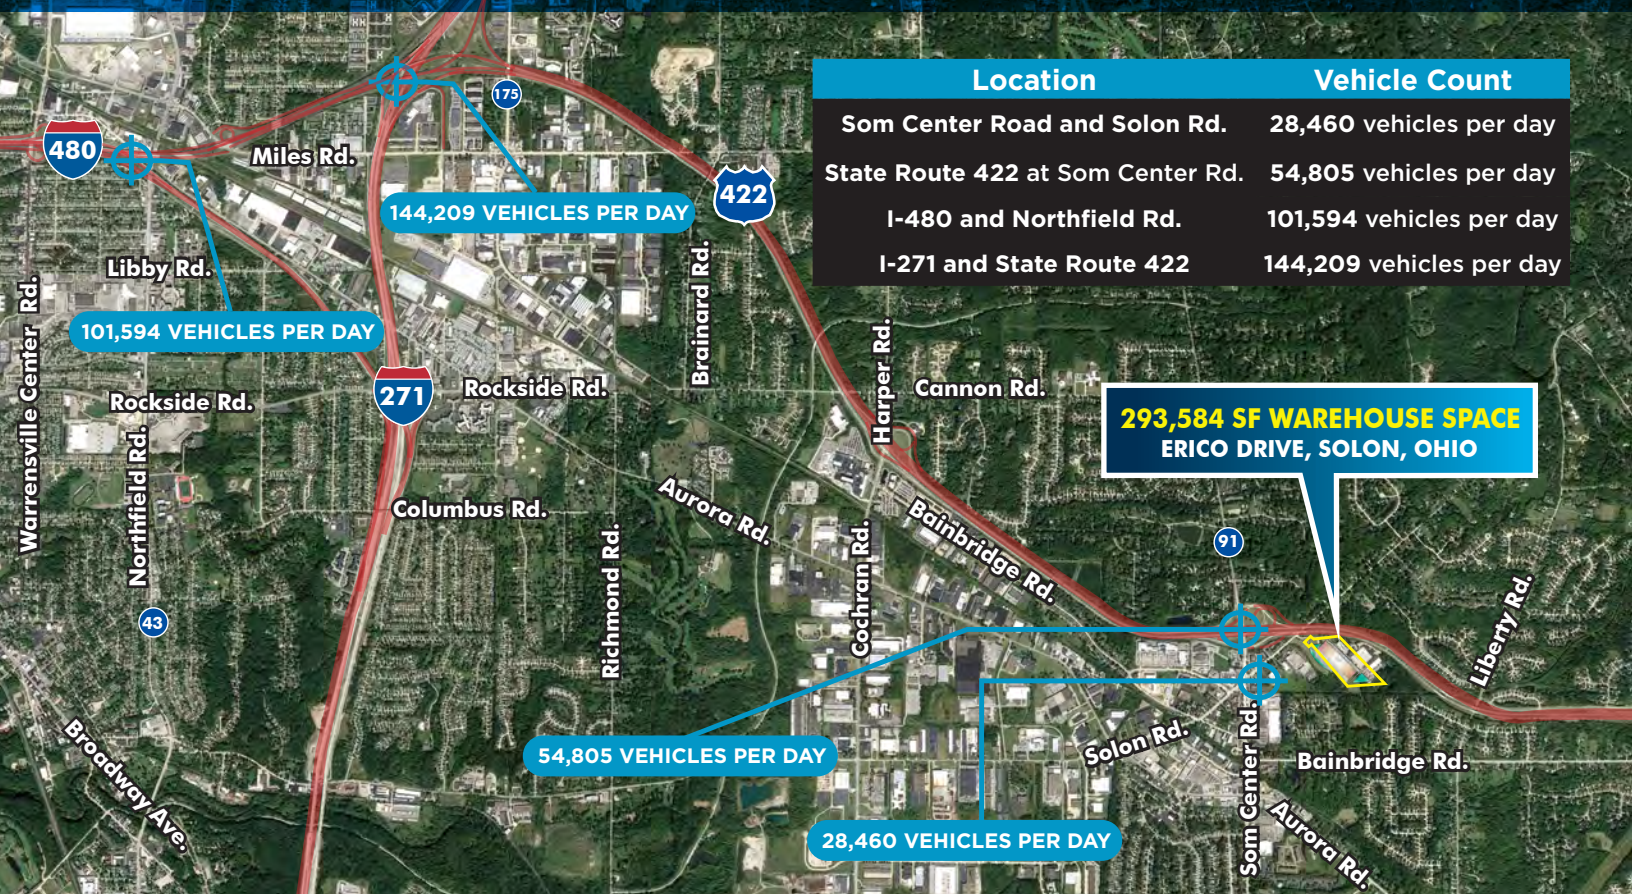 Location Vehicle Count
Som Center Road and Solon Rd. 28,460 vehicles per day
State Route 422 at Som Center Rd. 54,805 vehicles per day
I-480 and Northfield Rd. 101,594 vehicles per day
I-271 and State Route 422 144,209 vehicles per day
175
480
Miles Rd.
422
144,209 VEHICLES PER DAY
Libby Rd.
Brainard Rd.
Warrensville Center Rd.
101,594 VEHICLES PER DAY
271
Rockside Rd.
Rockside Rd.
Harper Rd.
Cannon Rd.
293,584 SF WAREHOUSE SPACE
ERICO DRIVE, SOLON, OHIO
Northfield Rd.
Columbus Rd.
Aurora Rd.
Bainbridge Rd.
91
Richmond Rd.
Cochran Rd.
43
Liberty Rd.
54,805 VEHICLES PER DAY
Solon Rd.
Som Center Rd.
Bainbridge Rd.
Broadway Ave.
28,460 VEHICLES PER DAY
Aurora Rd.